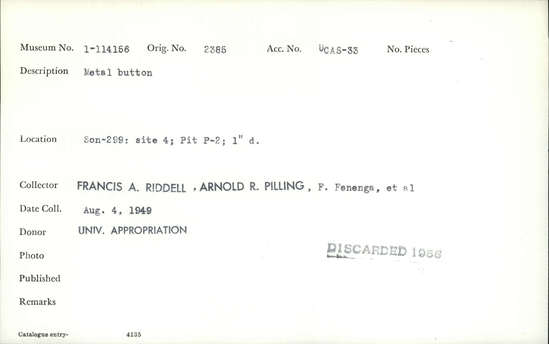 Museum No. 1-114156 Orig. No. 2385 Acc. No. UCAS-33 No. Pieces
Description Metal button
Location Son-299: site 4; Pit P-2; 1" d.
Collector FRANCIS A. RIDDELL , ARNOLD R. PILLING, F. Fenenga, et al
Date Coll. Aug. 4, 1949
Donor UNIV. APPROPRIATION
Photo DISCARDED
Published
Remarks
Catalogue entry- 4135